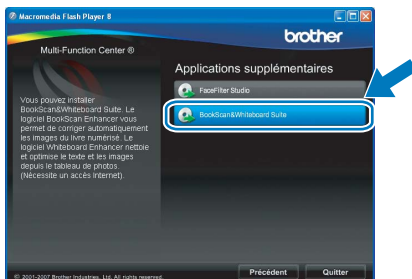 Macromedia Flash Player 8
brother
Multi-Function Center ®
Applications supplémentaires
FaceFilter Studio
BookScan&Whiteboard Suite
Vous pouvez installer
BookScan&Whiteboard Suite. Le
logiciel BookScan Enhancer vous
permet de corriger automatiquement
les images du livre numérisé. Le
logiciel Whiteboard Enhancer nettoie
et optimise le texte et les images
depuis le tableau de photos.
(Nécessite un accès internet).
Précédent
Quitter
© 2001-2007 Brother Industries, Ltd. All rights reserved.